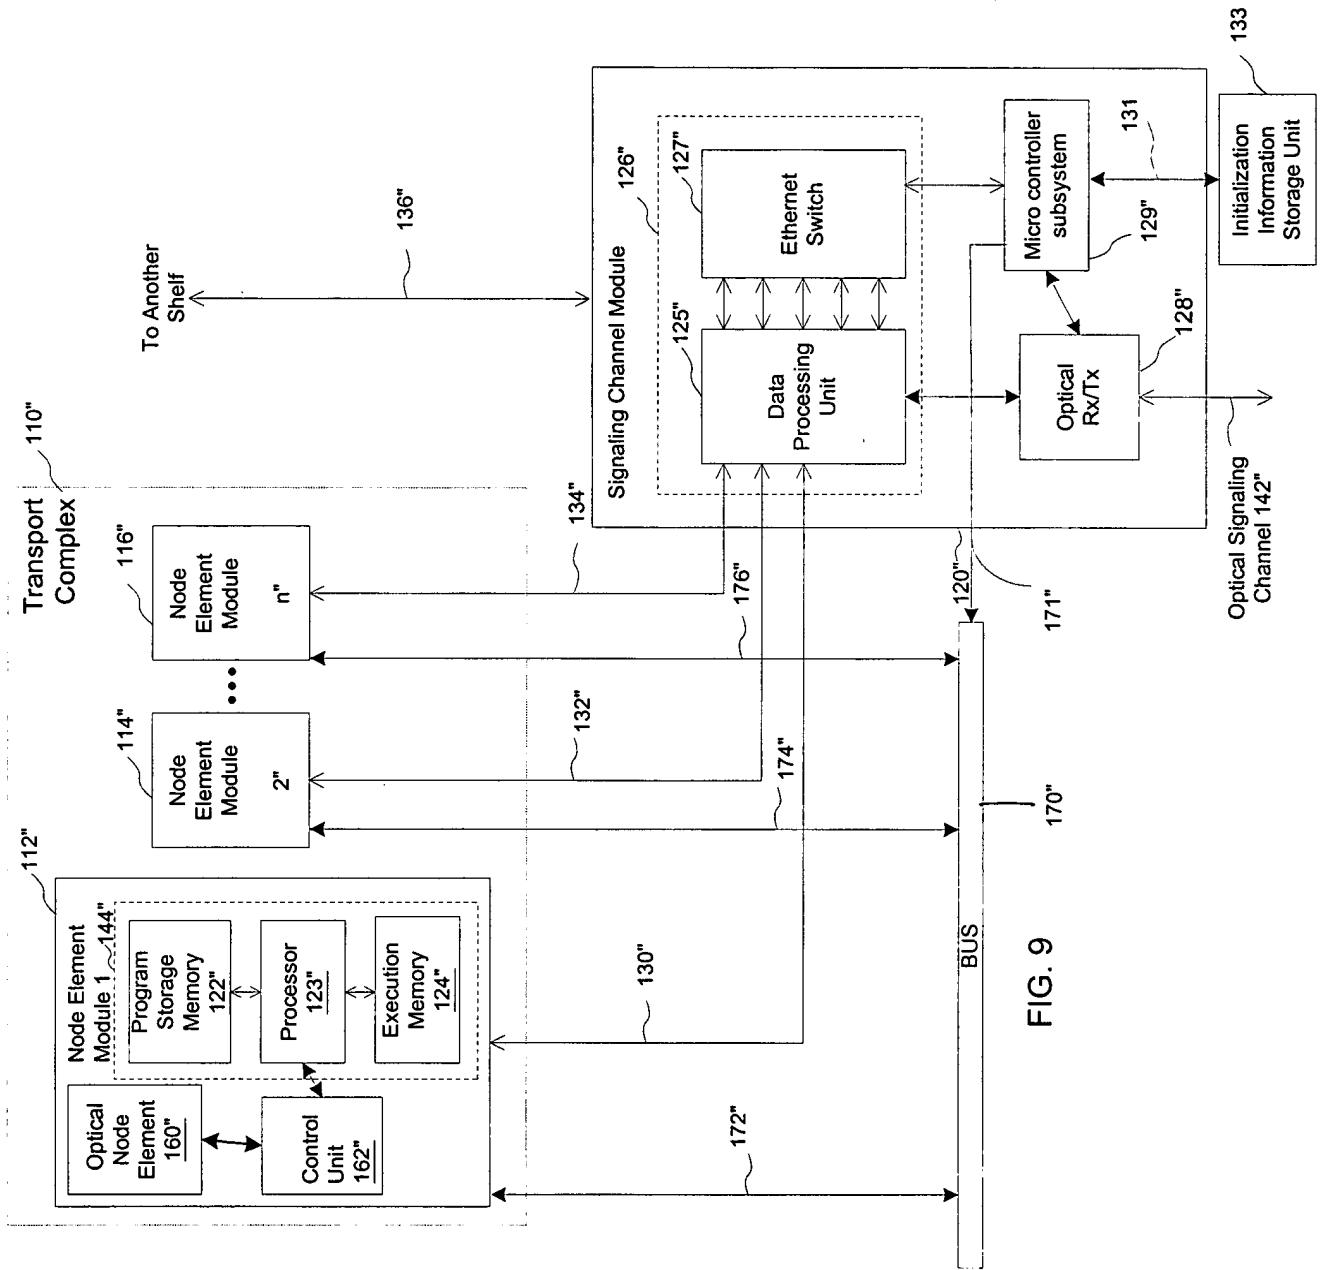 Transport
Complex
110"
112"
Node Element
Module 1
144"
Program
Storage
Memory
122"
Processor
123"
Execution
Memory
124"
Optical
Node
Element
160"
Control
Unit
162"
114"
Node
Element
Module
2"
116"
Node
Element
Module
n"
To Another
Shelf
136"
134"
176"
132"
174"
130"
172"
Signaling Channel Module
126"
125"
Data
Processing
Unit
127"
Ethernet
Switch
Micro controller
subsystem
129"
Optical
Rx/Tx
128"
131
133
Initialization
Information
Storage Unit
120"
171"
Optical Signaling
Channel 142"
BUS
170"
FIG. 9